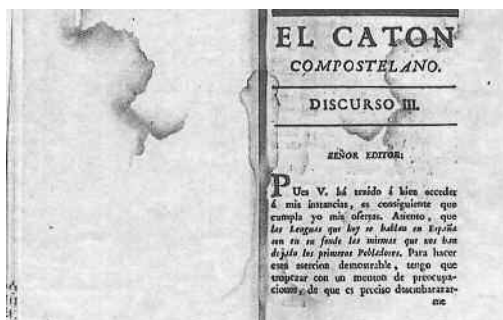 EL CATON
COMPOSTELANO.
DISCURSO III.
SEÑOR EDITOR:
PUes V. há tenido á bien acceder
á mis instancias, es consiguiente que
cumpla yo mis ofertas. Asiento, que
las Lenguas que hoy se hablan en España
son en su fondo las mismas que nos han
dejado los primeros Pobladores. Para hacer
esta asercion demostrable, tengo que
tropezar con un monton de preocupa-
ciones, de que es preciso desembarazar-
me